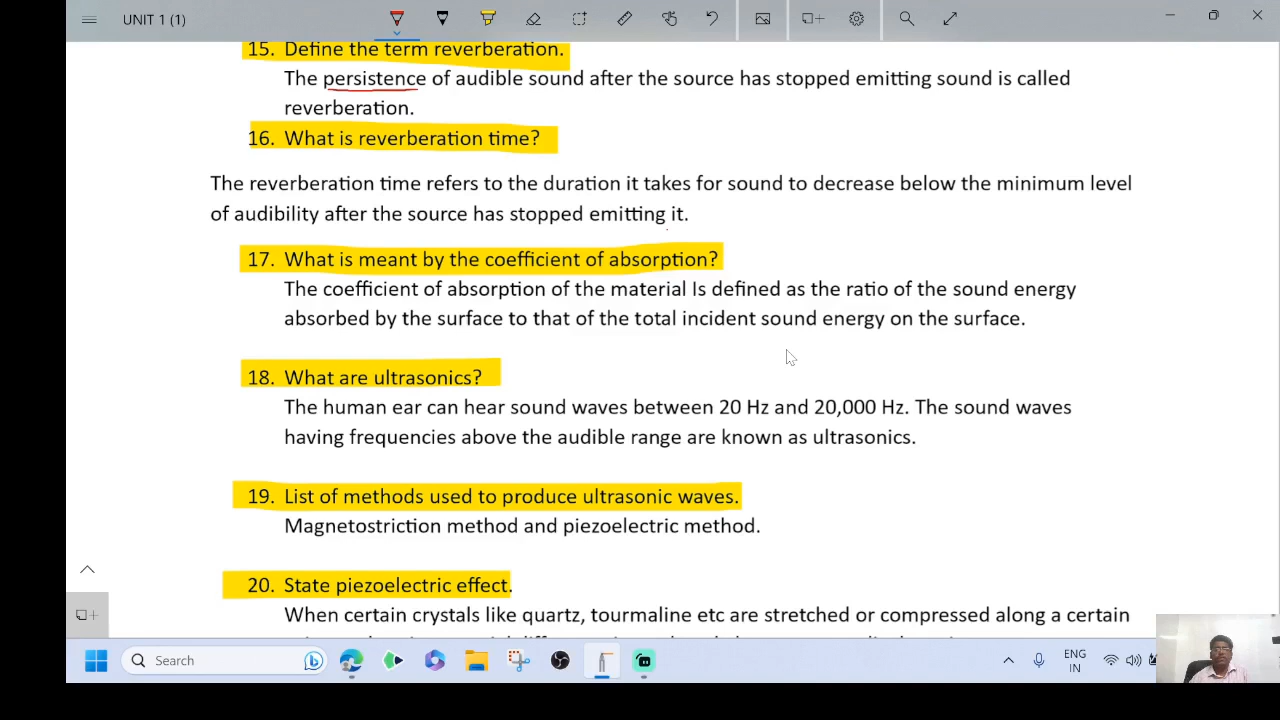 UNIT 1 (1)
15. Define the term reverberation.
The persistence of audible sound after the source has stopped emitting sound is called
reverberation.
16. What is reverberation time?
The reverberation time refers to the duration it takes for sound to decrease below the minimum level
of audibility after the source has stopped emitting it.
17. What is meant by the coefficient of absorption?
The coefficient of absorption of the material Is defined as the ratio of the sound energy
absorbed by the surface to that of the total incident sound energy on the surface.
18. What are ultrasonics?
The human ear can hear sound waves between 20 Hz and 20,000 Hz. The sound waves
having frequencies above the audible range are known as ultrasonics.
19. List of methods used to produce ultrasonic waves.
Magnetostriction method and piezoelectric method.
20. State piezoelectric effect.
When certain crystals like quartz, tourmaline etc are stretched or compressed along a certain
Search
ENG
IN